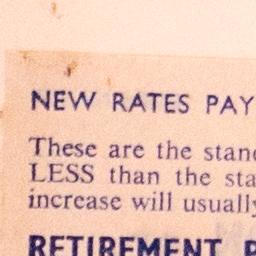 NEW RATES PAY
These are the stand
LESS than the sta
increase will usually
RETIREMENT P